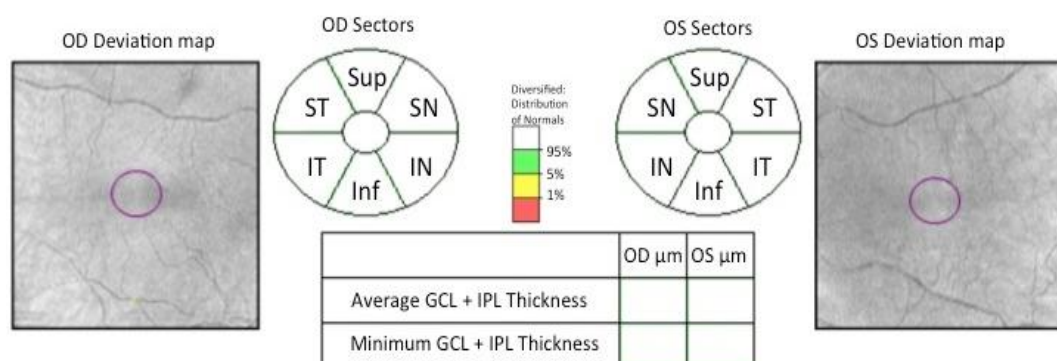 OD Deviation map
OD Sectors
Sup
ST
SN
IT
IN
Inf
Diversified:
Distribution
of Normals
95%
5%
1%
OS Sectors
Sup
SN
ST
IN
IT
Inf
OS Deviation map
OD μm OS μm
Average GCL + IPL Thickness
Minimum GCL + IPL Thickness